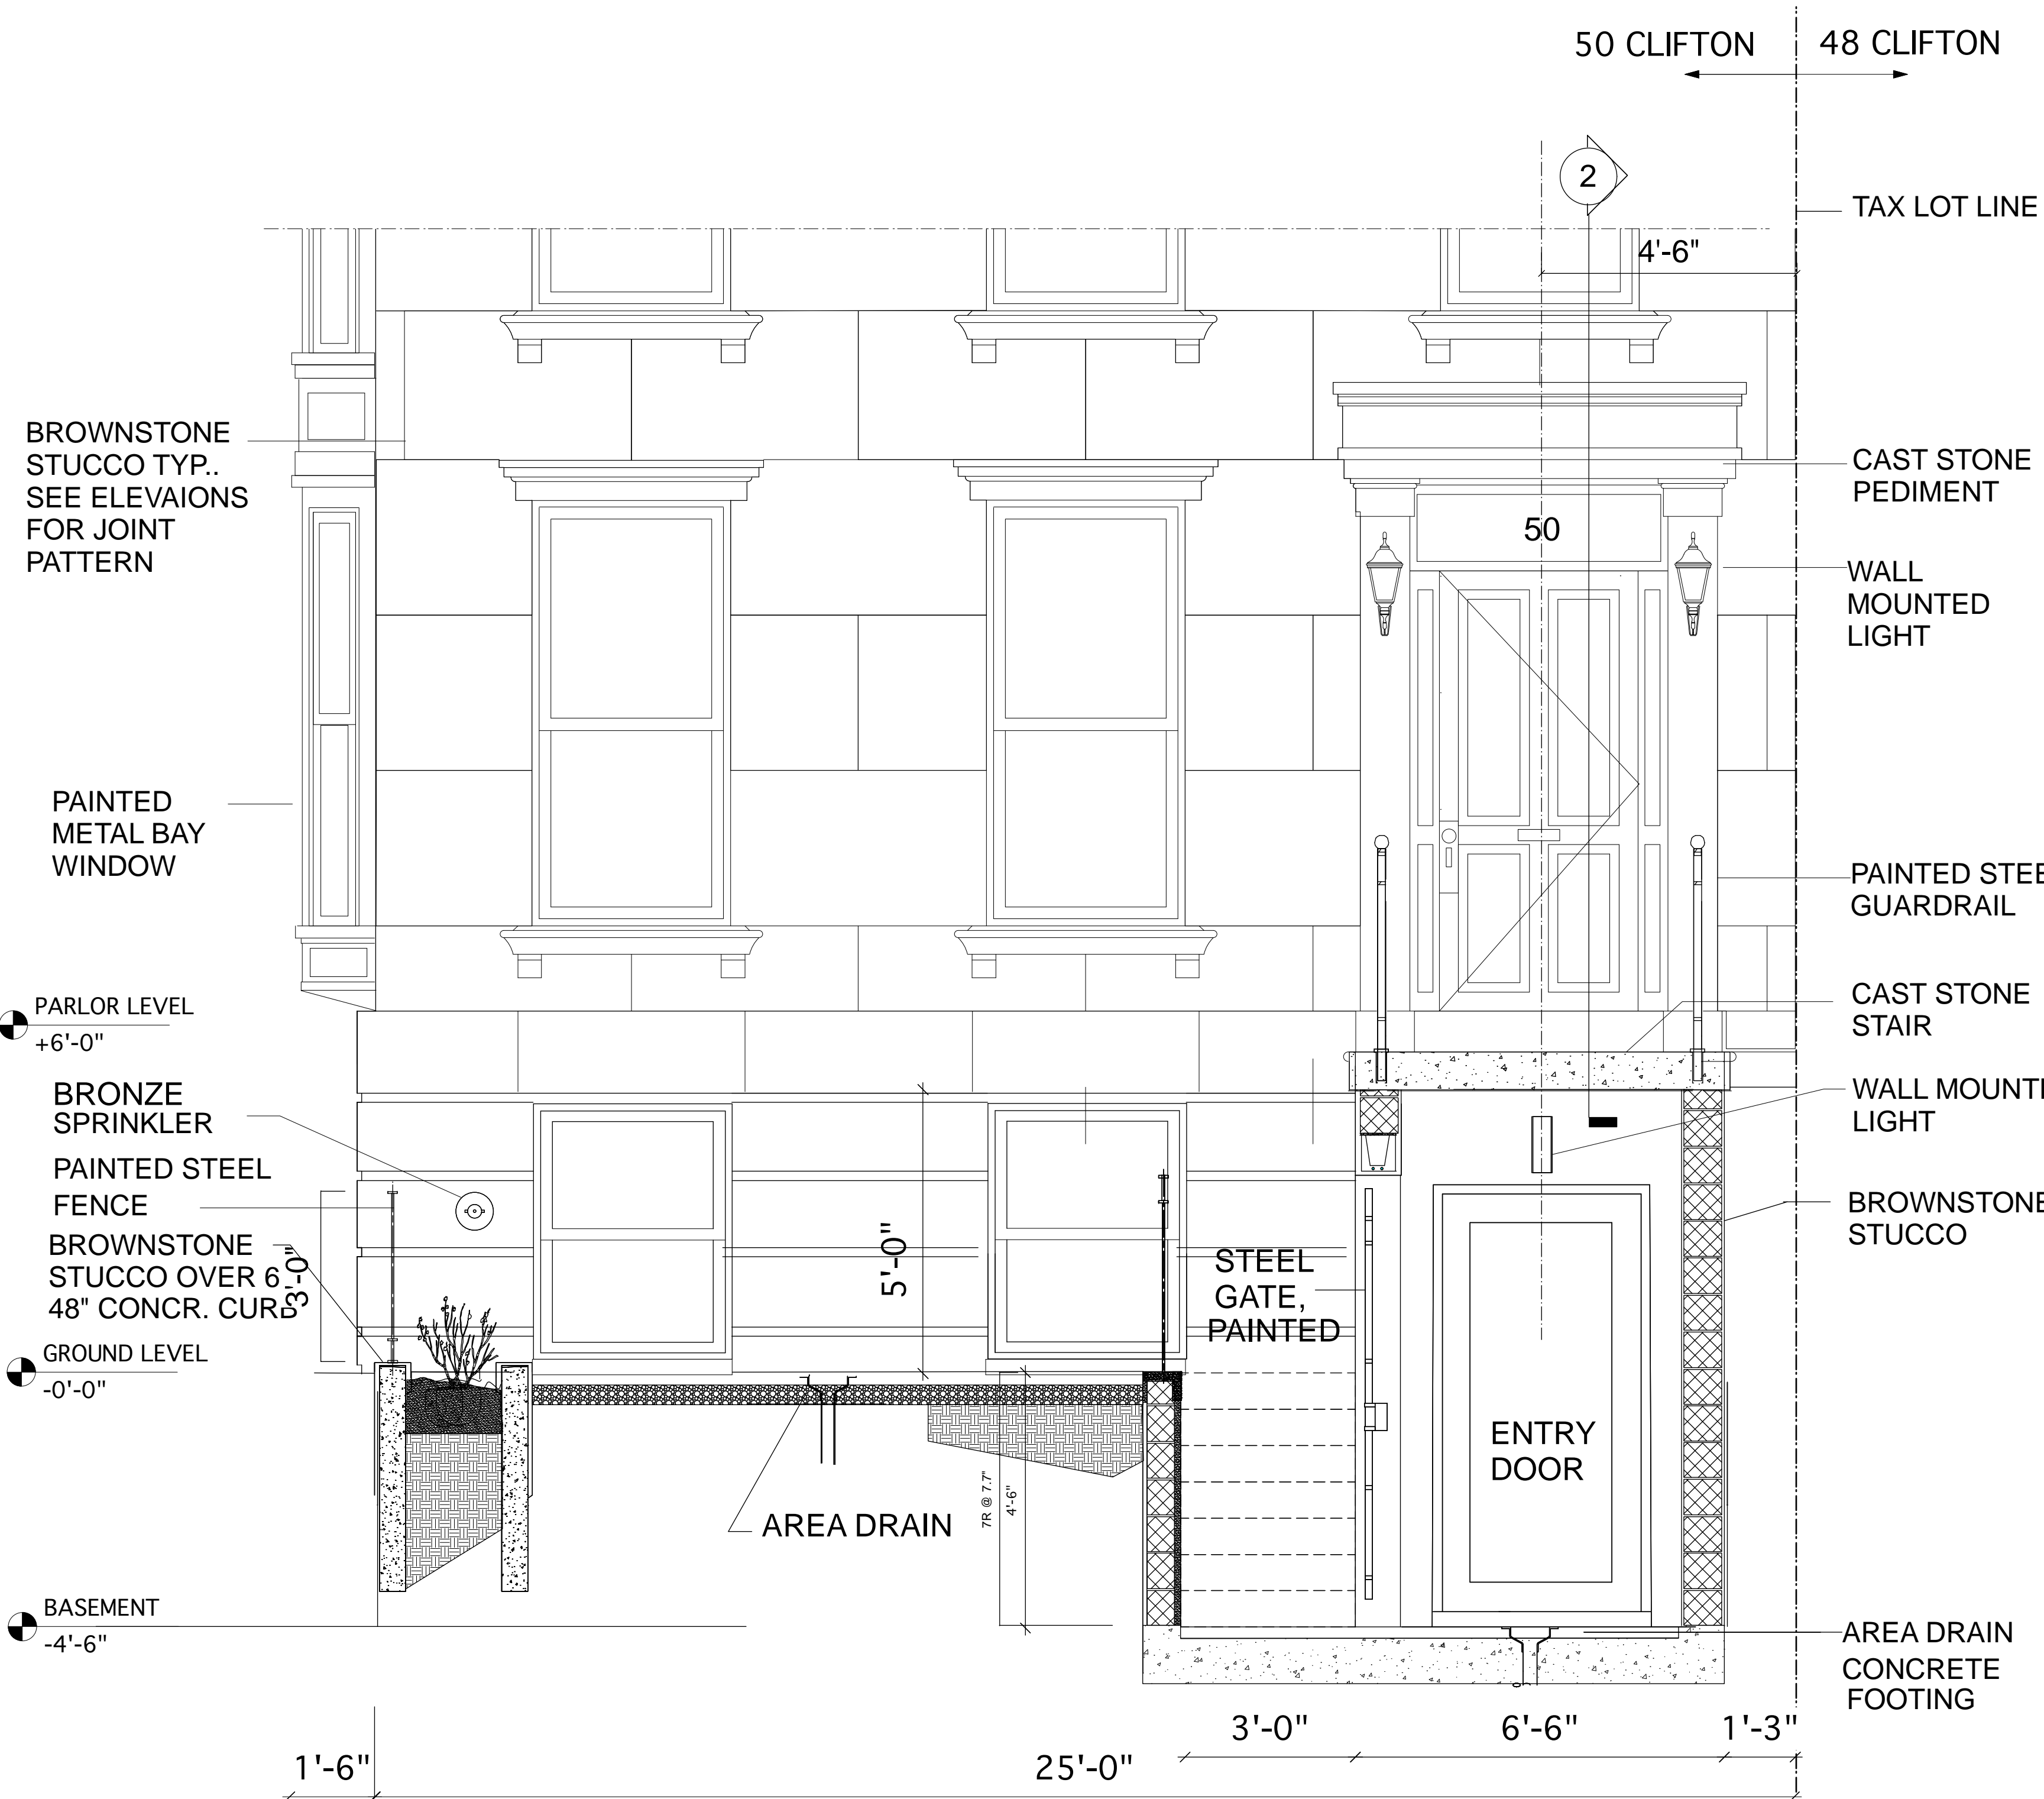 50 CLIFTON
48 CLIFTON
2
TAX LOT LINE
4'-6"
BROWNSTONE
STUCCO TYP..
SEE ELEVAIONS
FOR JOINT
PATTERN
CAST STONE
PEDIMENT
50
WALL
MOUNTED
LIGHT
PAINTED
METAL BAY
WINDOW
PAINTED STEE
GUARDRAIL
PARLOR LEVEL
+6'-0"
CAST STONE
STAIR
BRONZE
SPRINKLER
WALL MOUNT
LIGHT
PAINTED STEEL
FENCE
BROWNSTONE
STUCCO
BROWNSTONE
STUCCO OVER 6
48" CONCR. CURB
3'-0"
5'-0"
STEEL
GATE,
PAINTED
GROUND LEVEL
-0'-0"
ENTRY
DOOR
7R @ 7.7"
4'-6"
AREA DRAIN
BASEMENT
-4'-6"
AREA DRAIN
CONCRETE
FOOTING
3'-0"
6'-6"
1'-3"
1'-6"
25'-0"